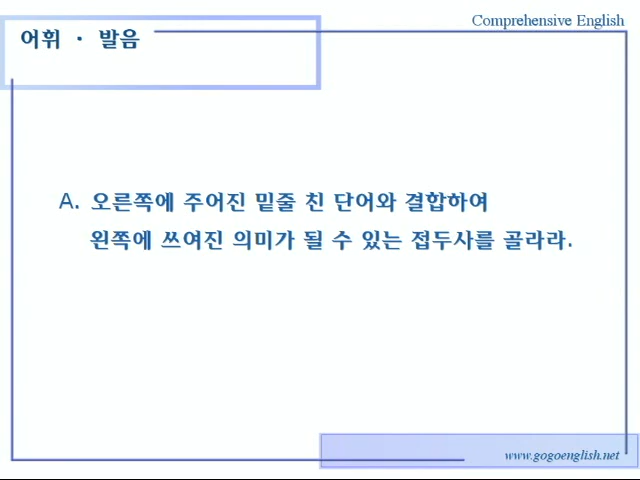 Comprehensive English
어휘 · 발음
A. 오른쪽에 주어진 밑줄 친 단어와 결합하여
왼쪽에 쓰여진 의미가 될 수 있는 접두사를 골라라.
www.gogoenglish.net